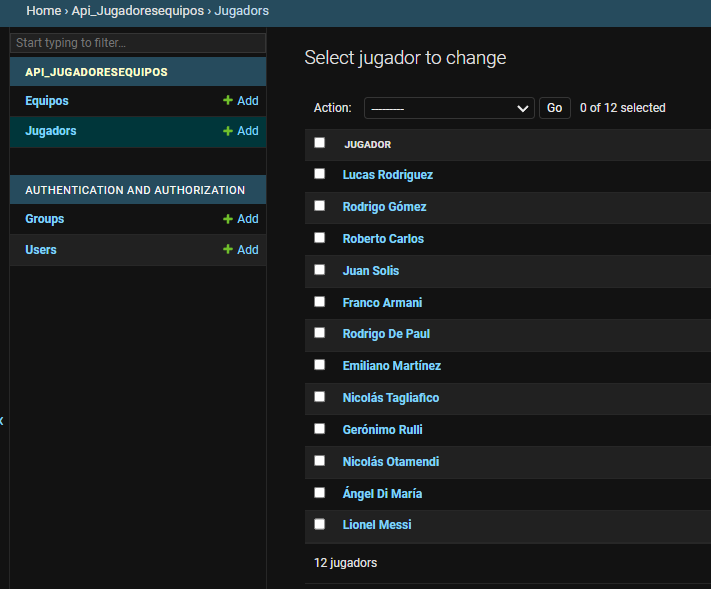 Home › Api_Jugadoresequipos › Jugadors
Start typing to filter...
API_JUGADORESEQUIPOS
Equipos + Add
Jugadors + Add
AUTHENTICATION AND AUTHORIZATION
Groups + Add
Users + Add
Select jugador to change
Action: --------- Go 0 of 12 selected
JUGADOR
Lucas Rodriguez
Rodrigo Gómez
Roberto Carlos
Juan Solis
Franco Armani
Rodrigo De Paul
Emiliano Martínez
Nicolás Tagliafico
Gerónimo Rulli
Nicolás Otamendi
Ángel Di María
Lionel Messi
12 jugadors